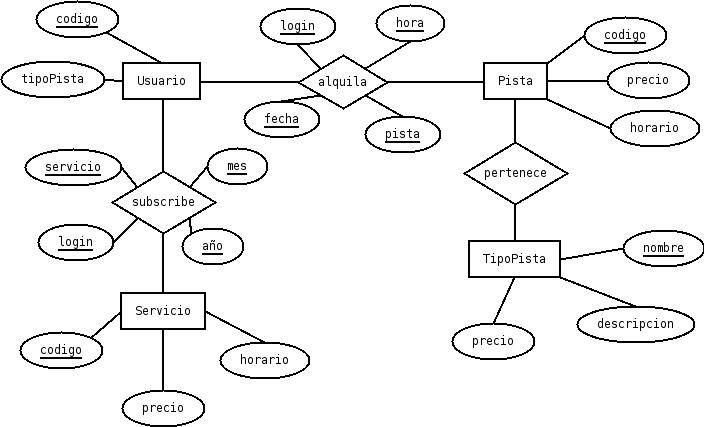 codigo
login
hora
codigo
tipoPista
Usuario
alquila
Pista
precio
fecha
pista
horario
servicio
mes
pertenece
subscribe
login
año
nombre
TipoPista
Servicio
descripcion
precio
codigo
horario
precio